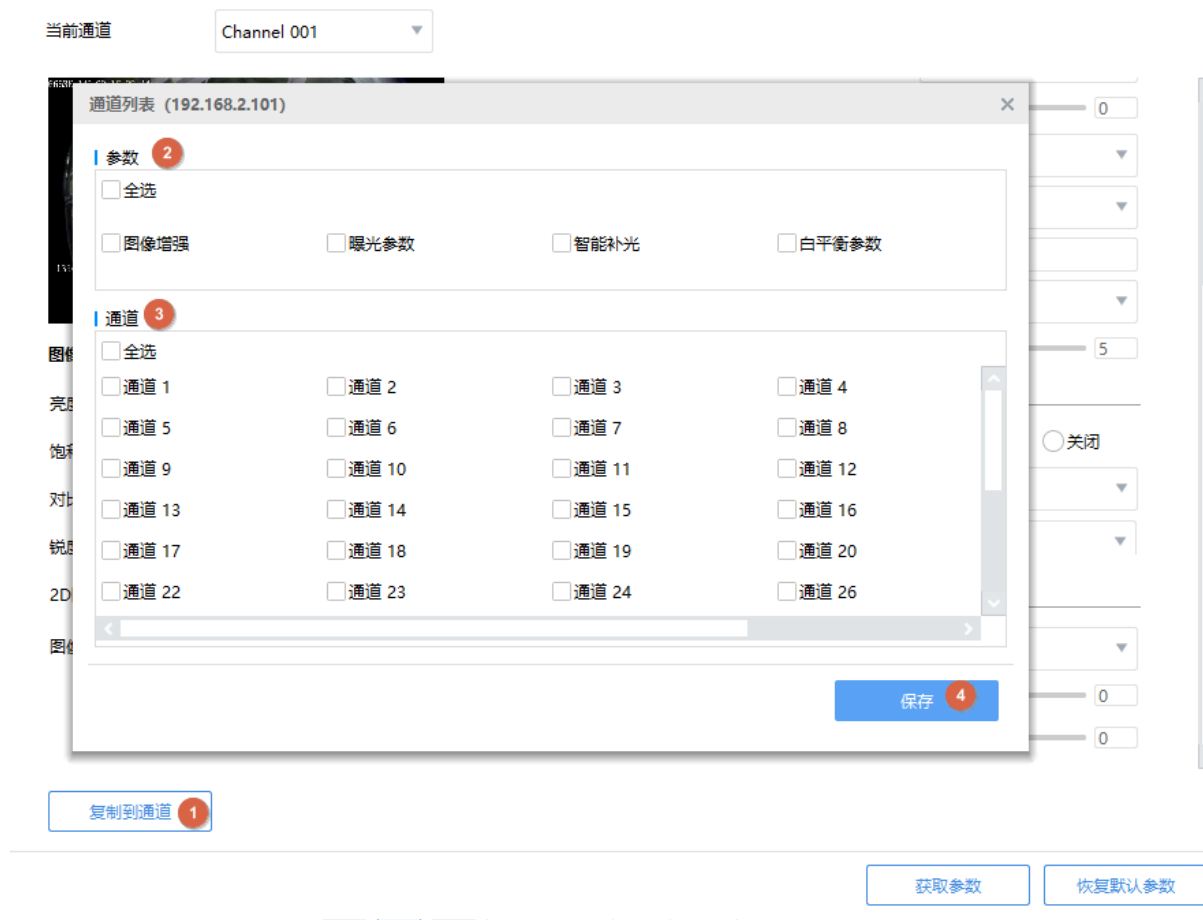 当前通道 Channel 001
通道列表 (192.168.2.101)
0
参数 2
全选
图像增强 曝光参数 智能补光 白平衡参数
通道 3
5
全选
通道 1 通道 2 通道 3 通道 4
通道 5 通道 6 通道 7 通道 8
关闭
通道 9 通道 10 通道 11 通道 12
通道 13 通道 14 通道 15 通道 16
通道 17 通道 18 通道 19 通道 20
2D
通道 22 通道 23 通道 24 通道 26
保存 4
0
0
复制到通道 1
获取参数 恢复默认参数